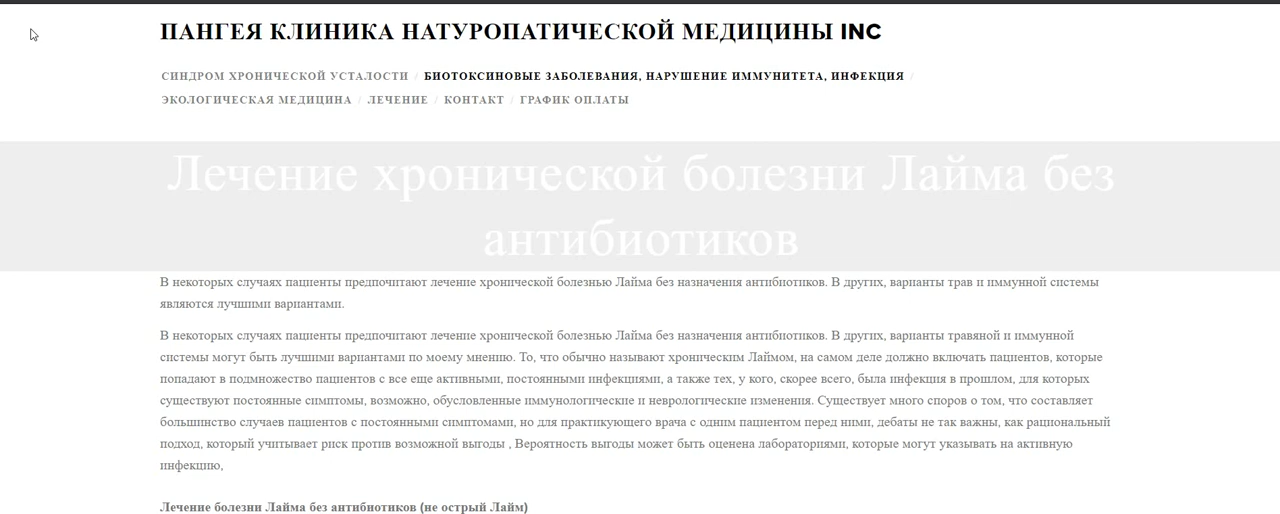 ПАНГЕЯ КЛИНИКА НАТУРОПАТИЧЕСКОЙ МЕДИЦИНЫ INC
СИНДРОМ ХРОНИЧЕСКОЙ УСТАЛОСТИ / БИОТОКСИНОВЫЕ ЗАБОЛЕВАНИЯ, НАРУШЕНИЕ ИММУНИТЕТА, ИНФЕКЦИЯ /
ЭКОЛОГИЧЕСКАЯ МЕДИЦИНА / ЛЕЧЕНИЕ / КОНТАКТ / ГРАФИК ОПЛАТЫ
Лечение хронической болезни Лайма без
антибиотиков
В некоторых случаях пациенты предпочитают лечение хронической болезнью Лайма без назначения антибиотиков. В других, варианты трав и иммунной системы
являются лучшими вариантами.
В некоторых случаях пациенты предпочитают лечение хронической болезнью Лайма без назначения антибиотиков. В других, варианты травяной и иммунной
системы могут быть лучшими вариантами по моему мнению. То, что обычно называют хроническим Лаймом, на самом деле должно включать пациентов, которые
попадают в подмножество пациентов с все еще активными, постоянными инфекциями, а также тех, у кого, скорее всего, была инфекция в прошлом, для которых
существуют постоянные симптомы, возможно, обусловленные иммунологические и неврологические изменения. Существует много споров о том, что составляет
большинство случаев пациентов с постоянными симптомами, но для практикующего врача с одним пациентом перед ними, дебаты не так важны, как рациональный
подход, который учитывает риск против возможной выгоды , Вероятность выгоды может быть оценена лабораториями, которые могут указывать на активную
инфекцию,
Лечение болезни Лайма без антибиотиков (не острый Лайм)